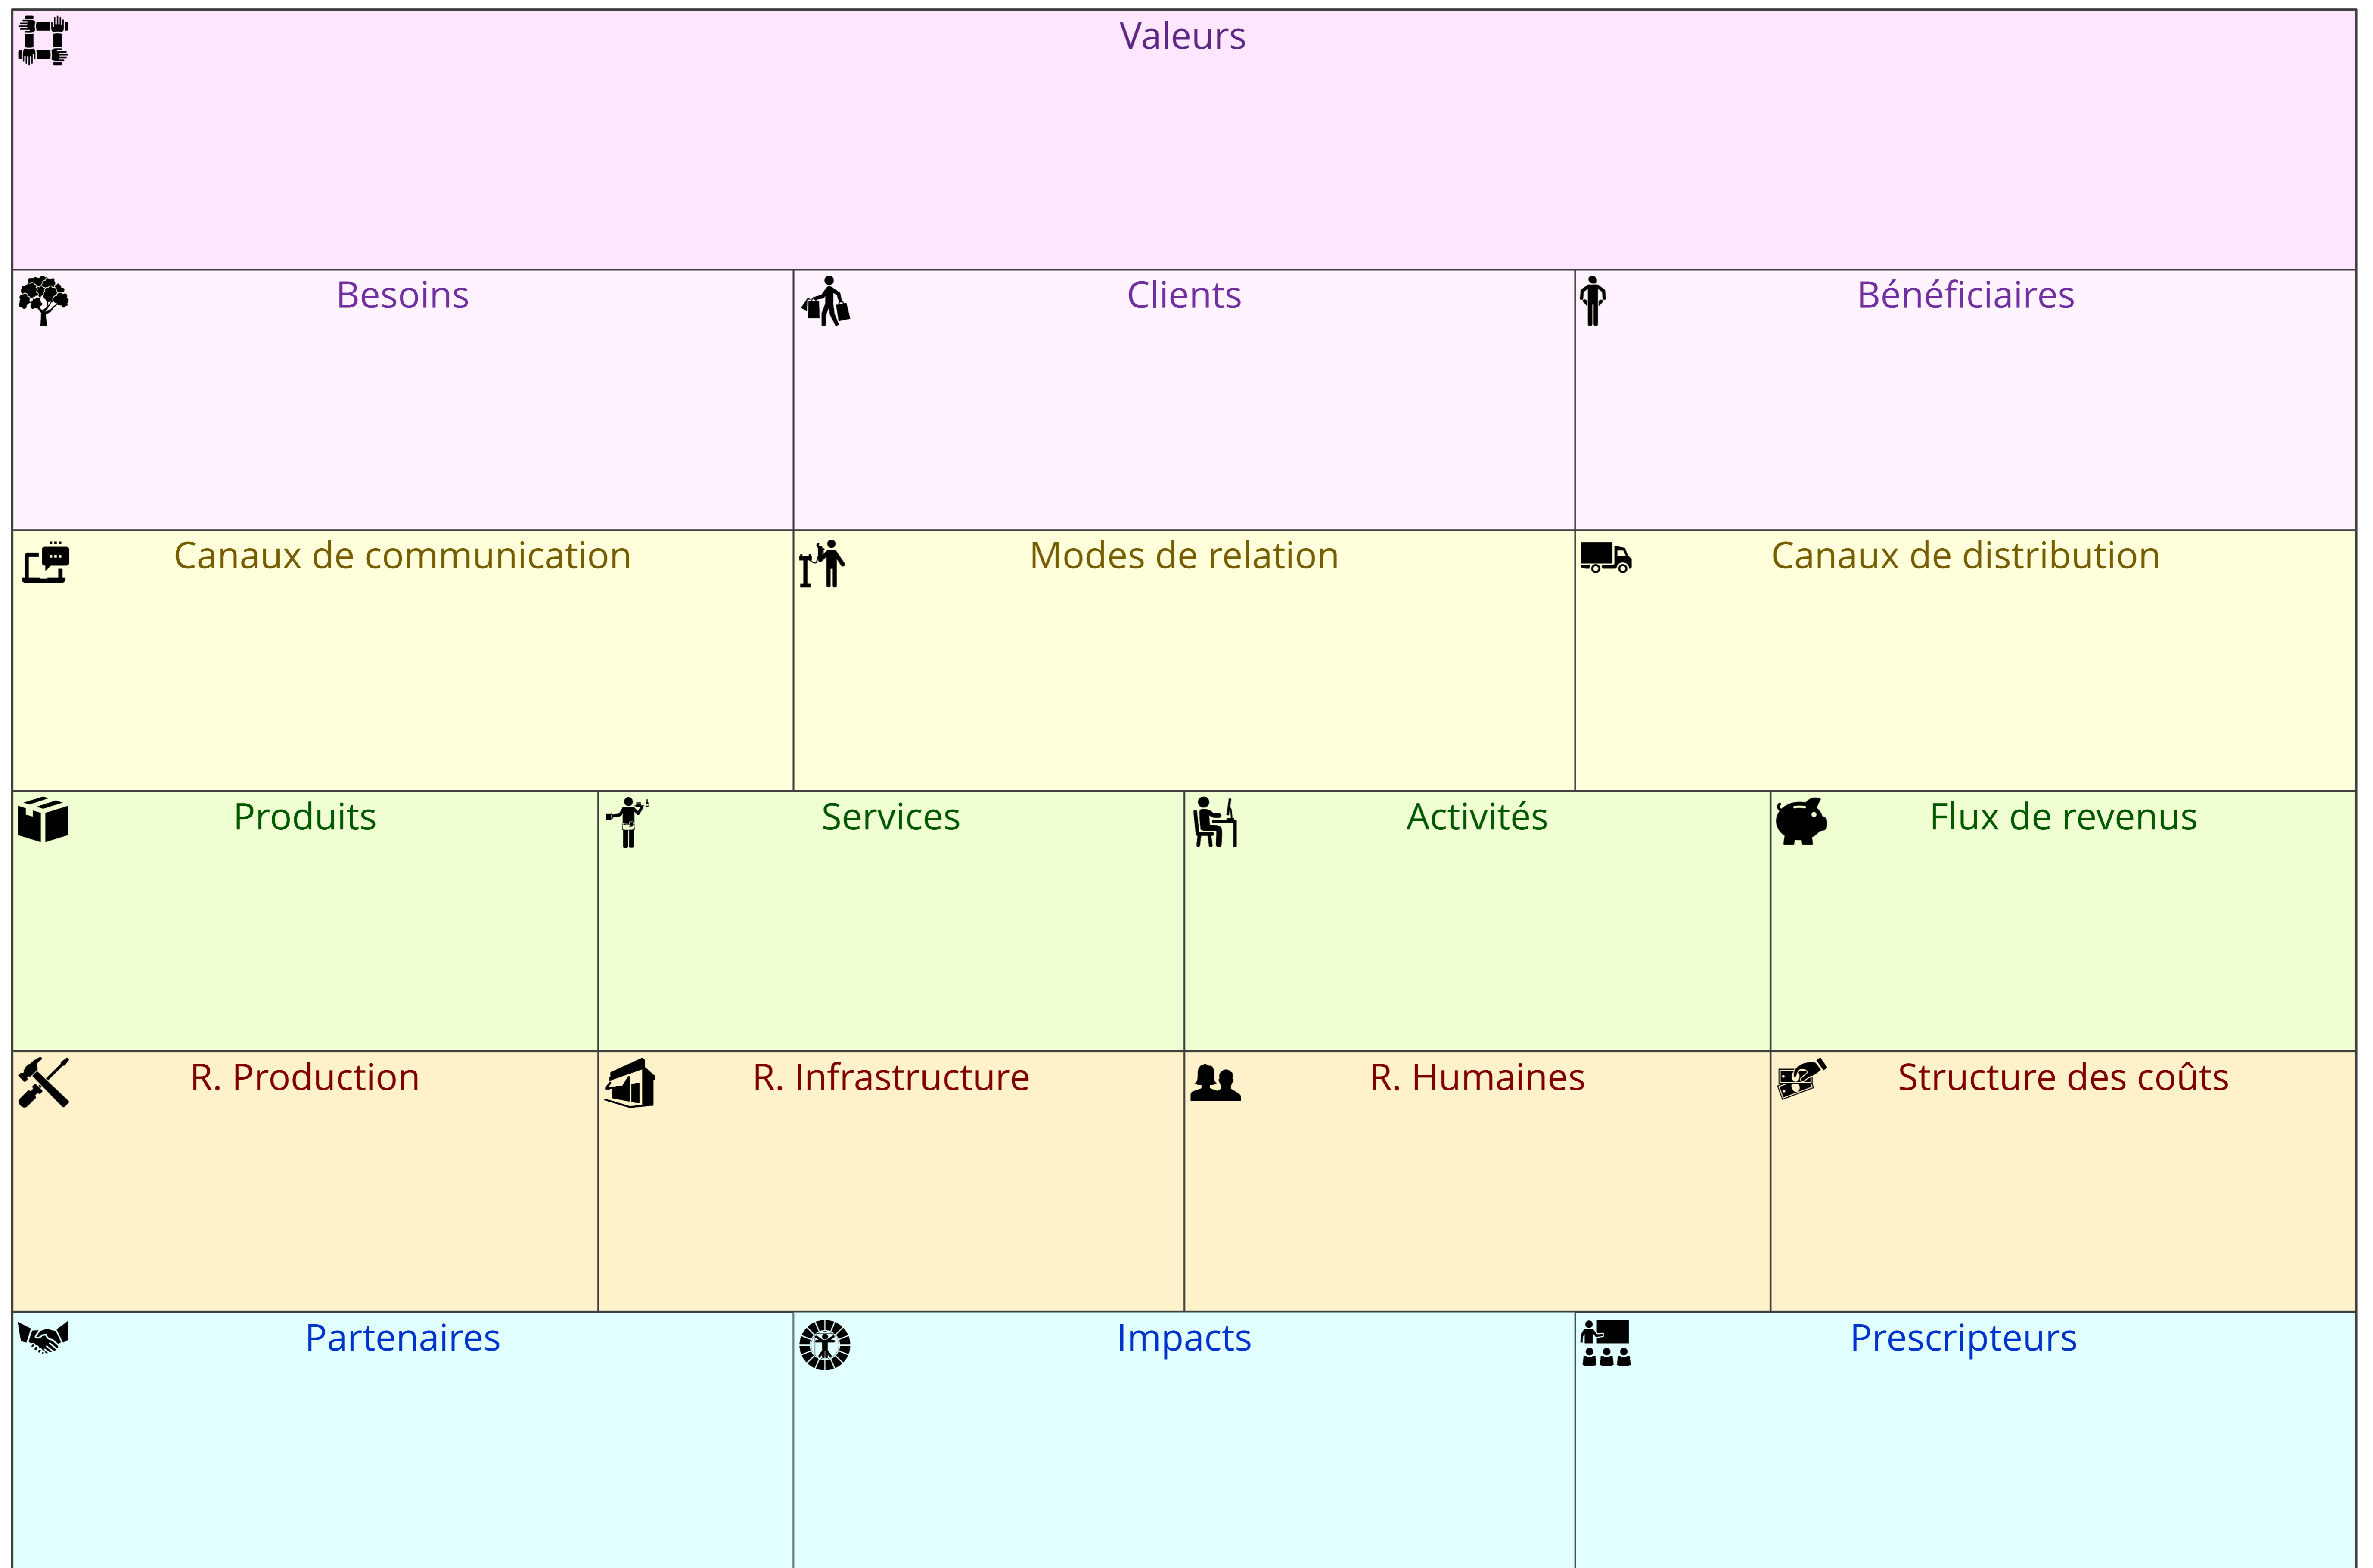 Valeurs
Besoins
Clients
Bénéficiaires
Canaux de communication
Modes de relation
Canaux de distribution
Produits
Services
Activités
Flux de revenus
R. Production
R. Infrastructure
R. Humaines
Structure des coûts
Partenaires
Impacts
Prescripteurs